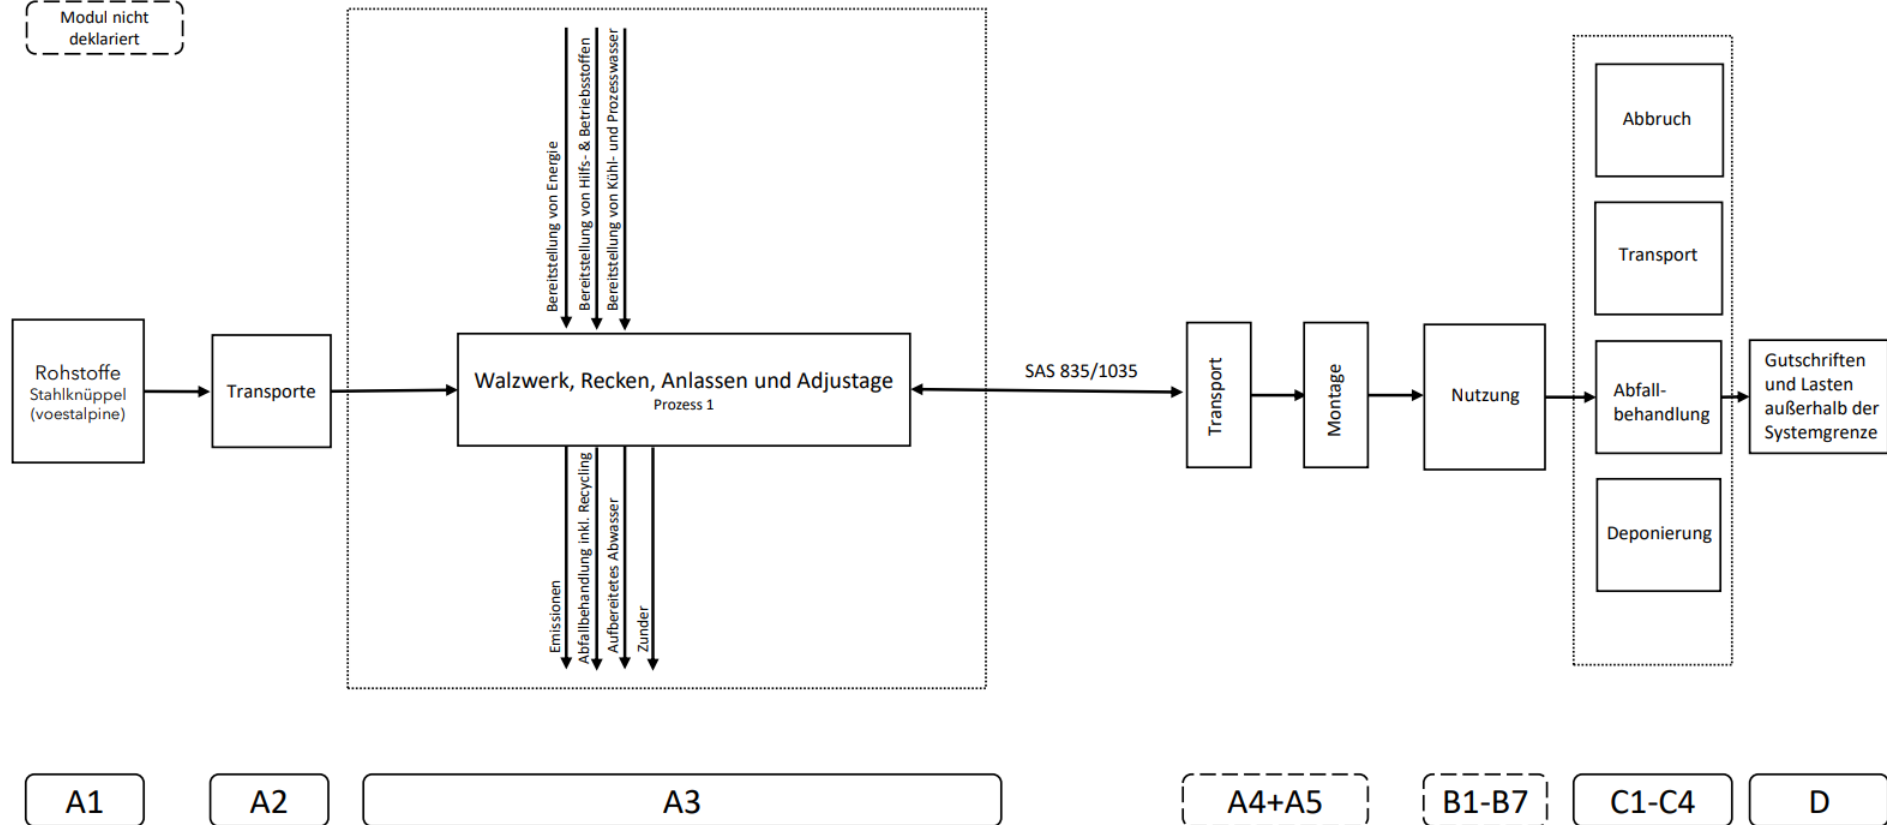 Modul nicht
deklariert
Bereitstellung von Energie
Bereitstellung von Hilfs- & Betriebsstoffen
Bereitstellung von Kühl- und Prozesswasser
Rohstoffe
Stahlknüppel
(voestalpine)
Transporte
Walzwerk, Recken, Anlassen und Adjustage
Prozess 1
Emissionen
Abfallbehandlung inkl. Recycling
Aufbereitetes Abwasser
Zunder
SAS 835/1035
Transport
Montage
Nutzung
Abbruch
Transport
Abfall-
behandlung
Deponierung
Gutschriften
und Lasten
außerhalb der
Systemgrenze
A1
A2
A3
A4+A5
B1-B7
C1-C4
D